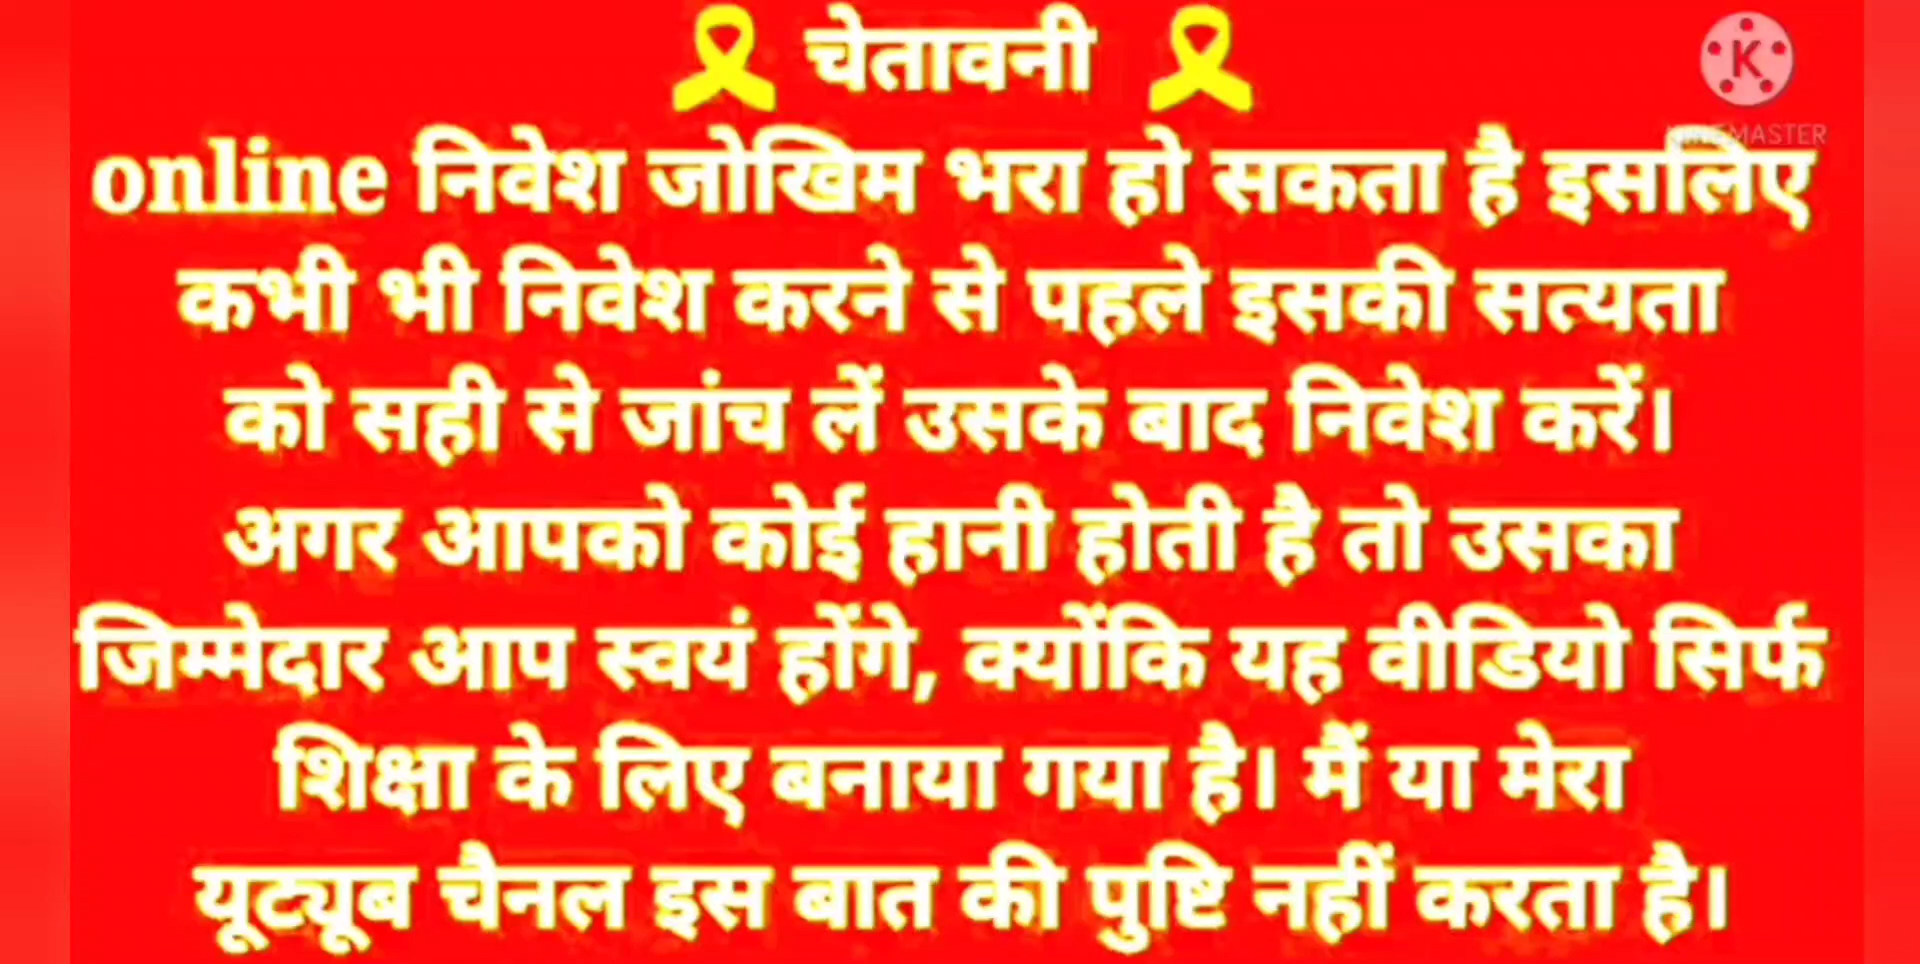 🎗 चेतावनी 🎗
K
KINEMASTER
online निवेश जोखिम भरा हो सकता है इसलिए
कभी भी निवेश करने से पहले इसकी सत्यता
को सही से जांच लें उसके बाद निवेश करें।
अगर आपको कोई हानी होती है तो उसका
जिम्मेदार आप स्वयं होंगे, क्योंकि यह वीडियो सिर्फ
शिक्षा के लिए बनाया गया है। मैं या मेरा
यूट्यूब चैनल इस बात की पुष्टि नहीं करता है।